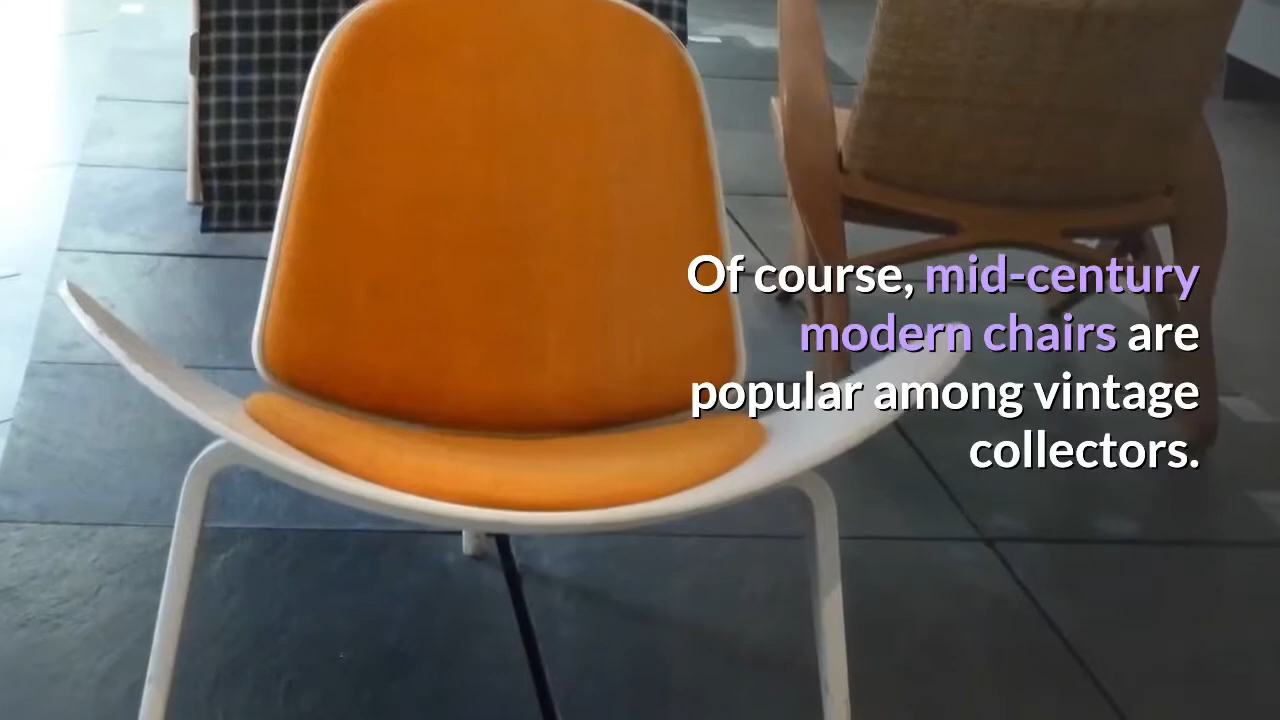 Of course, mid-century
modern chairs are
popular among vintage
collectors.